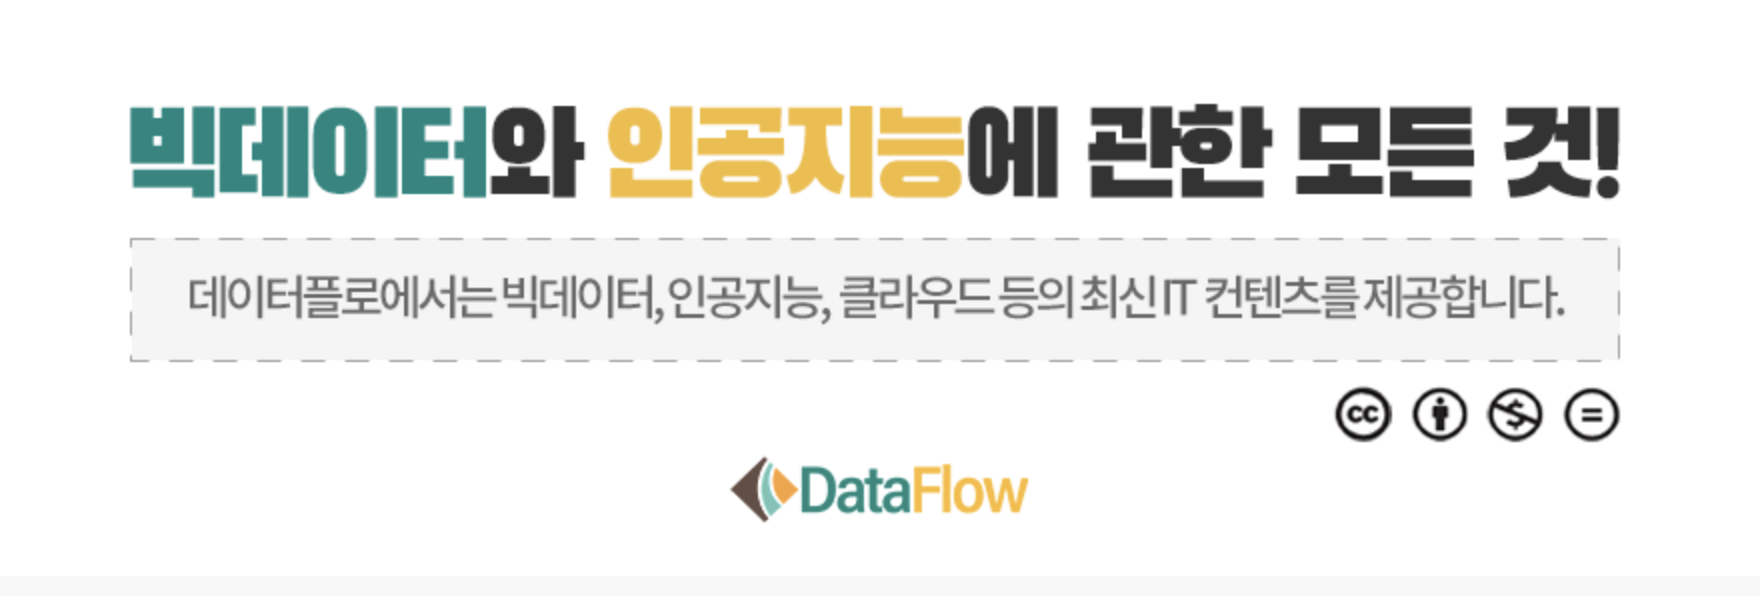 빅데이터와 인공지능에 관한 모든 것!
데이터플로에서는 빅데이터, 인공지능, 클라우드 등의 최신 IT 컨텐츠를 제공합니다.
cc $ =
DataFlow